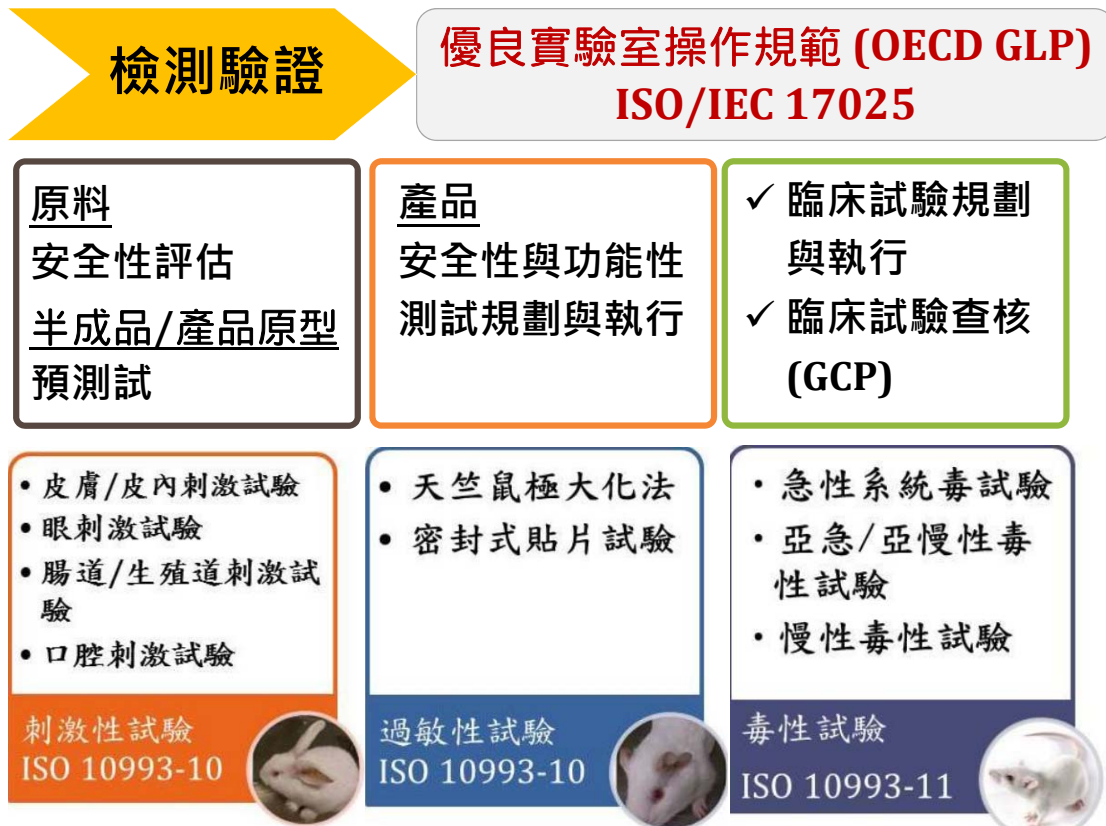 檢測驗證
優良實驗室操作規範 (OECD GLP)
ISO/IEC 17025
原料
安全性評估
半成品/產品原型
預測試
產品
安全性與功能性
測試規劃與執行
✓ 臨床試驗規劃
與執行
✓ 臨床試驗查核
(GCP)
• 皮膚/皮內刺激試驗
• 眼刺激試驗
• 腸道/生殖道刺激試
驗
• 口腔刺激試驗
刺激性試驗
ISO 10993-10
• 天竺鼠極大化法
• 密封式貼片試驗
過敏性試驗
ISO 10993-10
• 急性系統毒試驗
• 亞急/亞慢性毒
性試驗
• 慢性毒性試驗
毒性試驗
ISO 10993-11